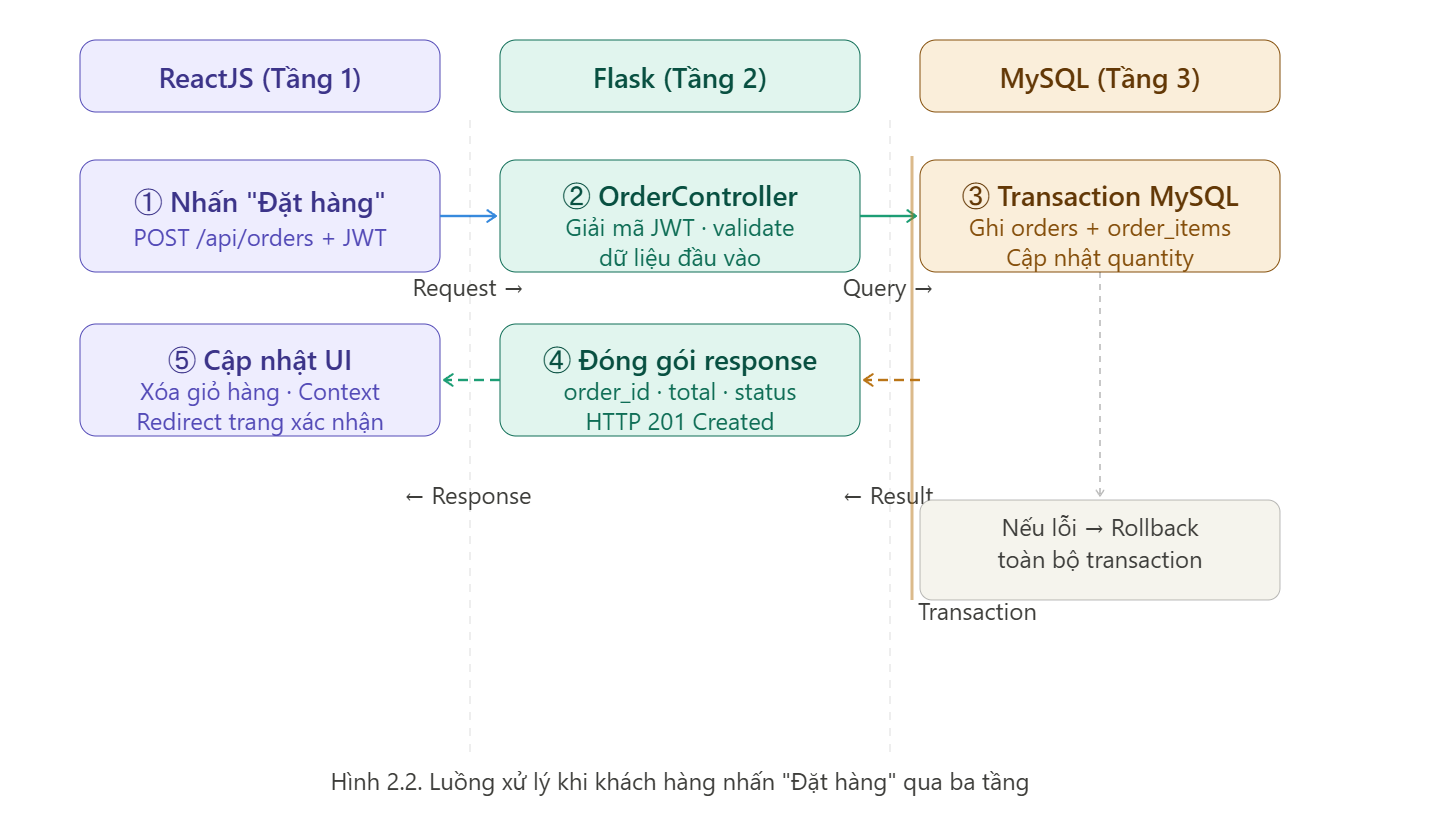 ReactJS (Tầng 1)
Flask (Tầng 2)
MySQL (Tầng 3)
① Nhấn "Đặt hàng"
POST /api/orders + JWT
② OrderController
Giải mã JWT · validate
dữ liệu đầu vào
③ Transaction MySQL
Ghi orders + order_items
Cập nhật quantity
Request →
Query →
⑤ Cập nhật UI
Xóa giỏ hàng · Context
Redirect trang xác nhận
④ Đóng gói response
order_id · total · status
HTTP 201 Created
← Response
← Result
Nếu lỗi → Rollback
toàn bộ transaction
Transaction
Hình 2.2. Luồng xử lý khi khách hàng nhấn "Đặt hàng" qua ba tầng